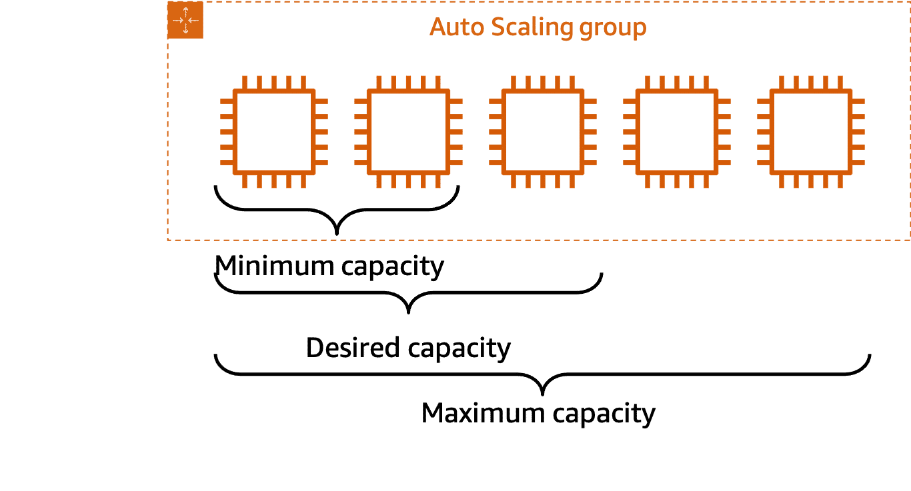 Auto Scaling group
Minimum capacity
Desired capacity
Maximum capacity